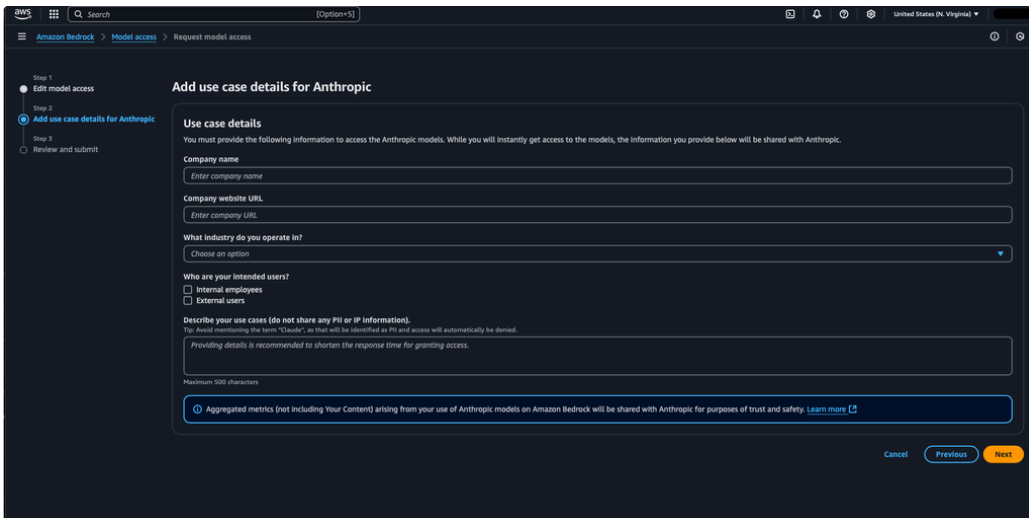 aws
Search [Option+S] United States (N. Virginia)
Amazon Bedrock > Model access > Request model access
Step 1
Edit model access
Step 2
Add use case details for Anthropic
Step 3
Review and submit
Add use case details for Anthropic
Use case details
You must provide the following information to access the Anthropic models. While you will instantly get access to the models, the information you provide below will be shared with Anthropic.
Company name
Enter company name
Company website URL
Enter company URL
What industry do you operate in?
Choose an option
Who are your intended users?
Internal employees
External users
Describe your use cases (do not share any PII or IP information).
Tip: Avoid mentioning the term "Claude", as that will be identified as PII and access will automatically be denied.
Providing details is recommended to shorten the response time for granting access.
Maximum 500 characters
Aggregated metrics (not including Your Content) arising from your use of Anthropic models on Amazon Bedrock will be shared with Anthropic for purposes of trust and safety. Learn more
Cancel Previous Next